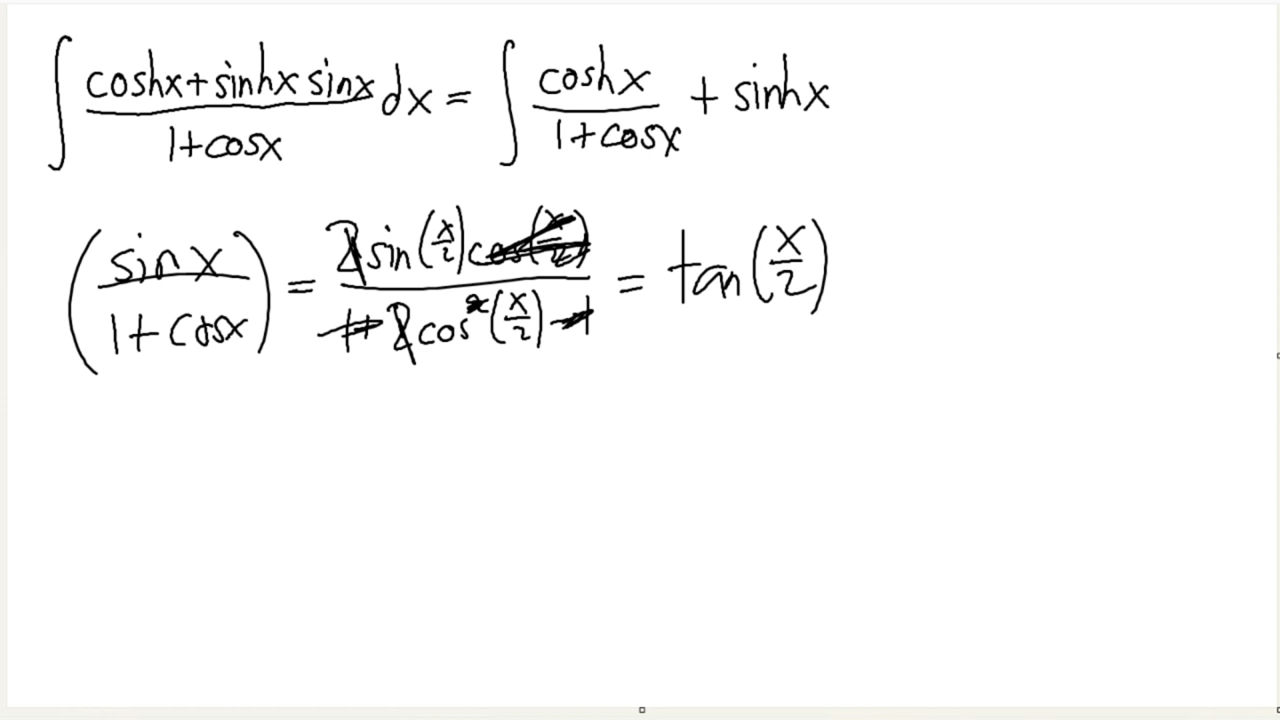 ∫ (coshx + sinhx sinx)/(1+cosx) dx = ∫ coshx/(1+cosx) + sinhx
(sinx/(1+cosx)) = 2sin(x/2)cos(x/2)/(1+2cos²(x/2)-1) = tan(x/2)